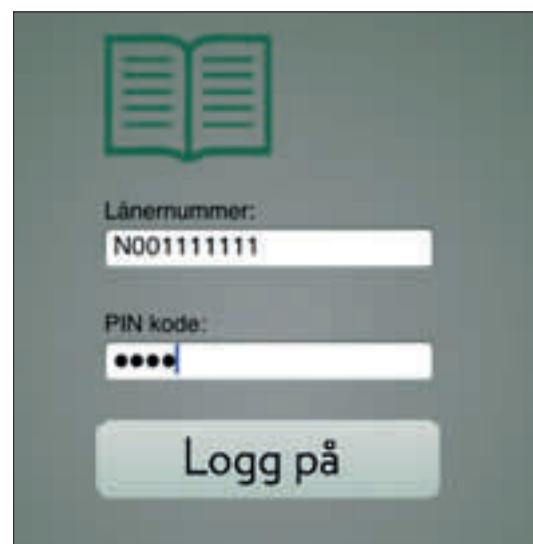 Lånernummer:
N001111111
PIN kode:
●●●●
Logg på